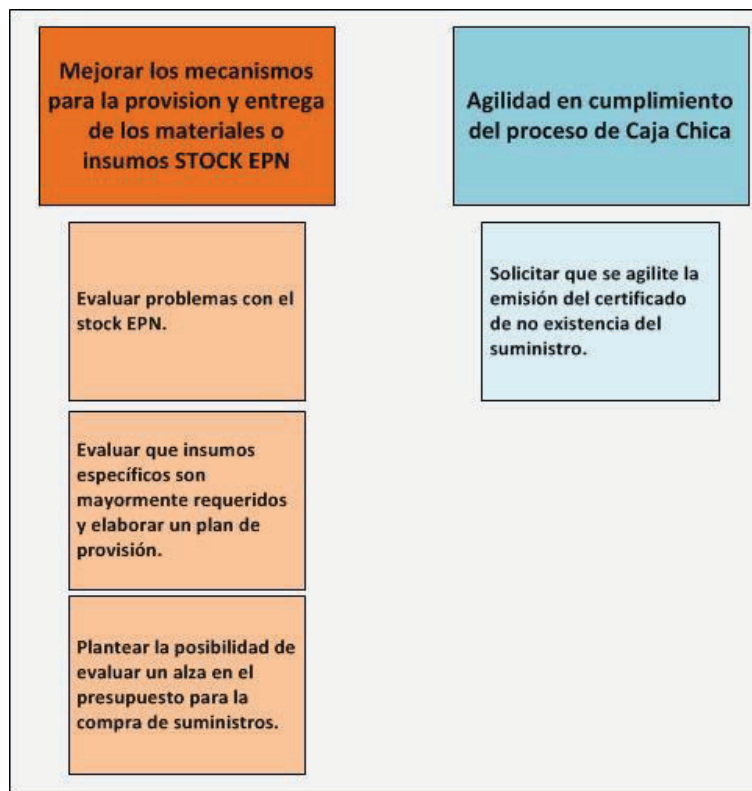 Mejorar los mecanismos
para la provision y entrega
de los materiales o
insumos STOCK EPN
Evaluar problemas con el
stock EPN.
Evaluar que insumos
específicos son
mayormente requeridos
y elaborar un plan de
provisión.
Plantear la posibilidad de
evaluar un alza en el
presupuesto para la
compra de suministros.
Agilidad en cumplimiento
del proceso de Caja Chica
Solicitar que se agilite la
emisión del certificado
de no existencia del
suministro.